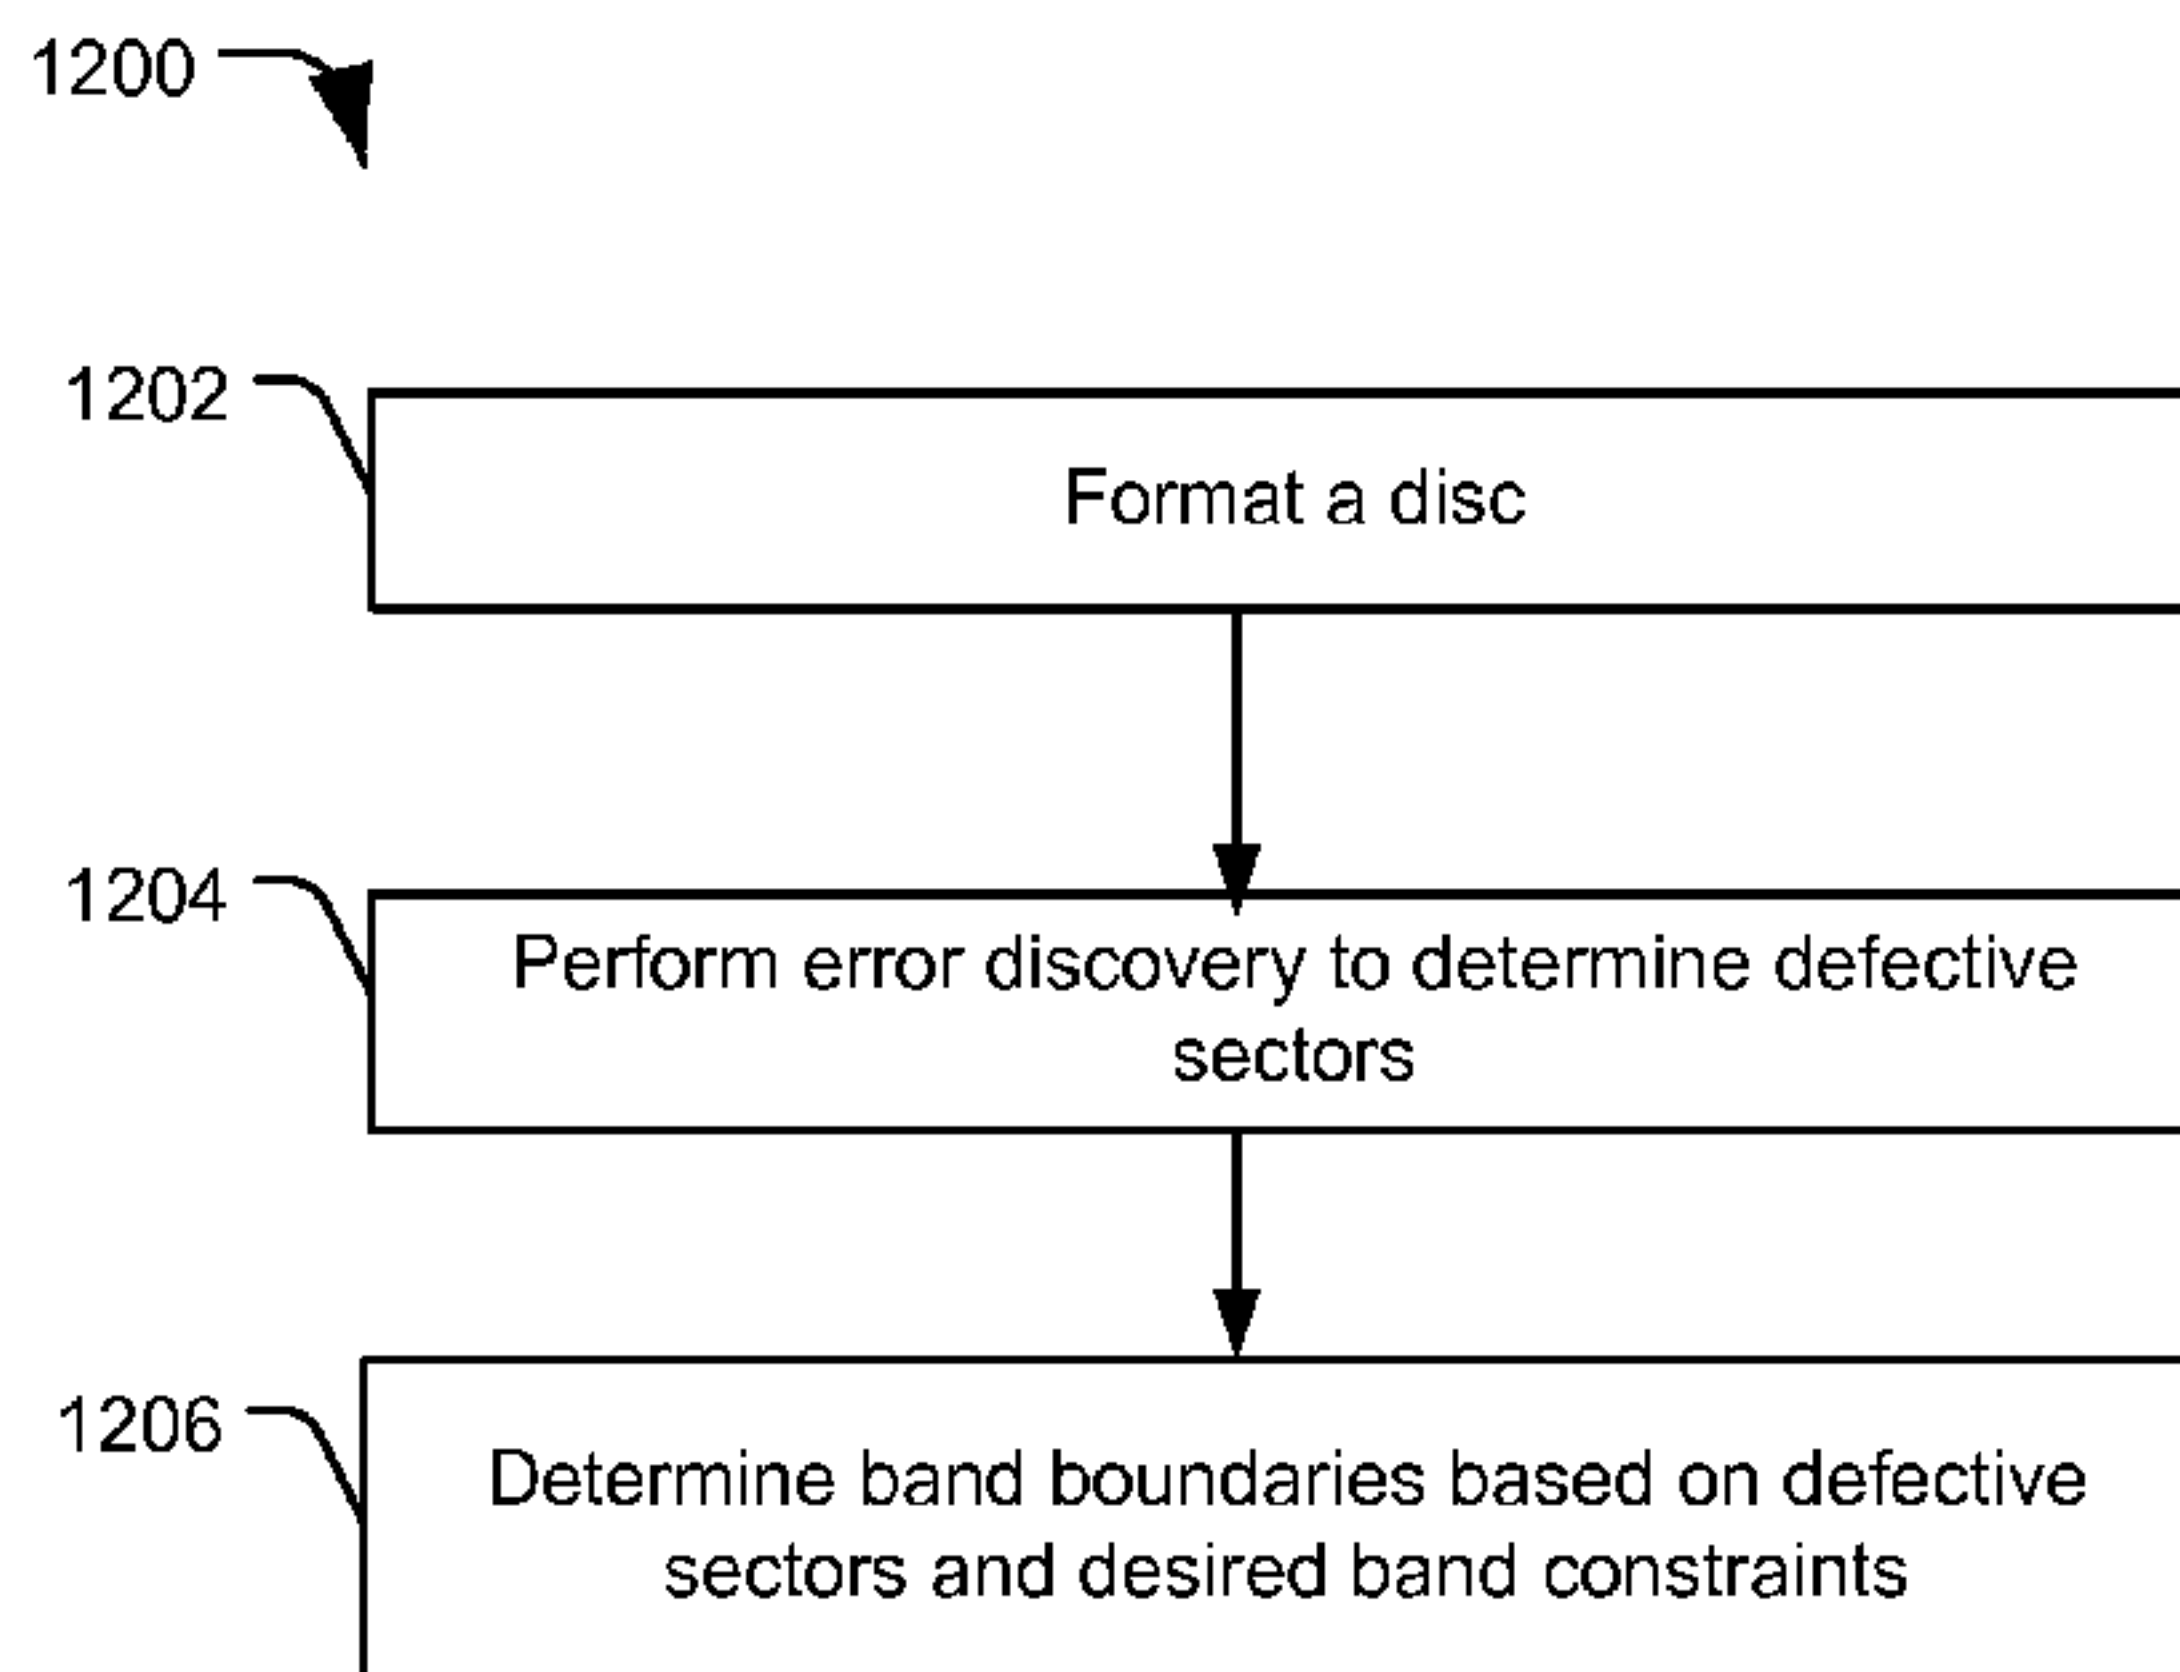 1200
1202
Format a disc
1204
Perform error discovery to determine defective
sectors
1206
Determine band boundaries based on defective
sectors and desired band constraints